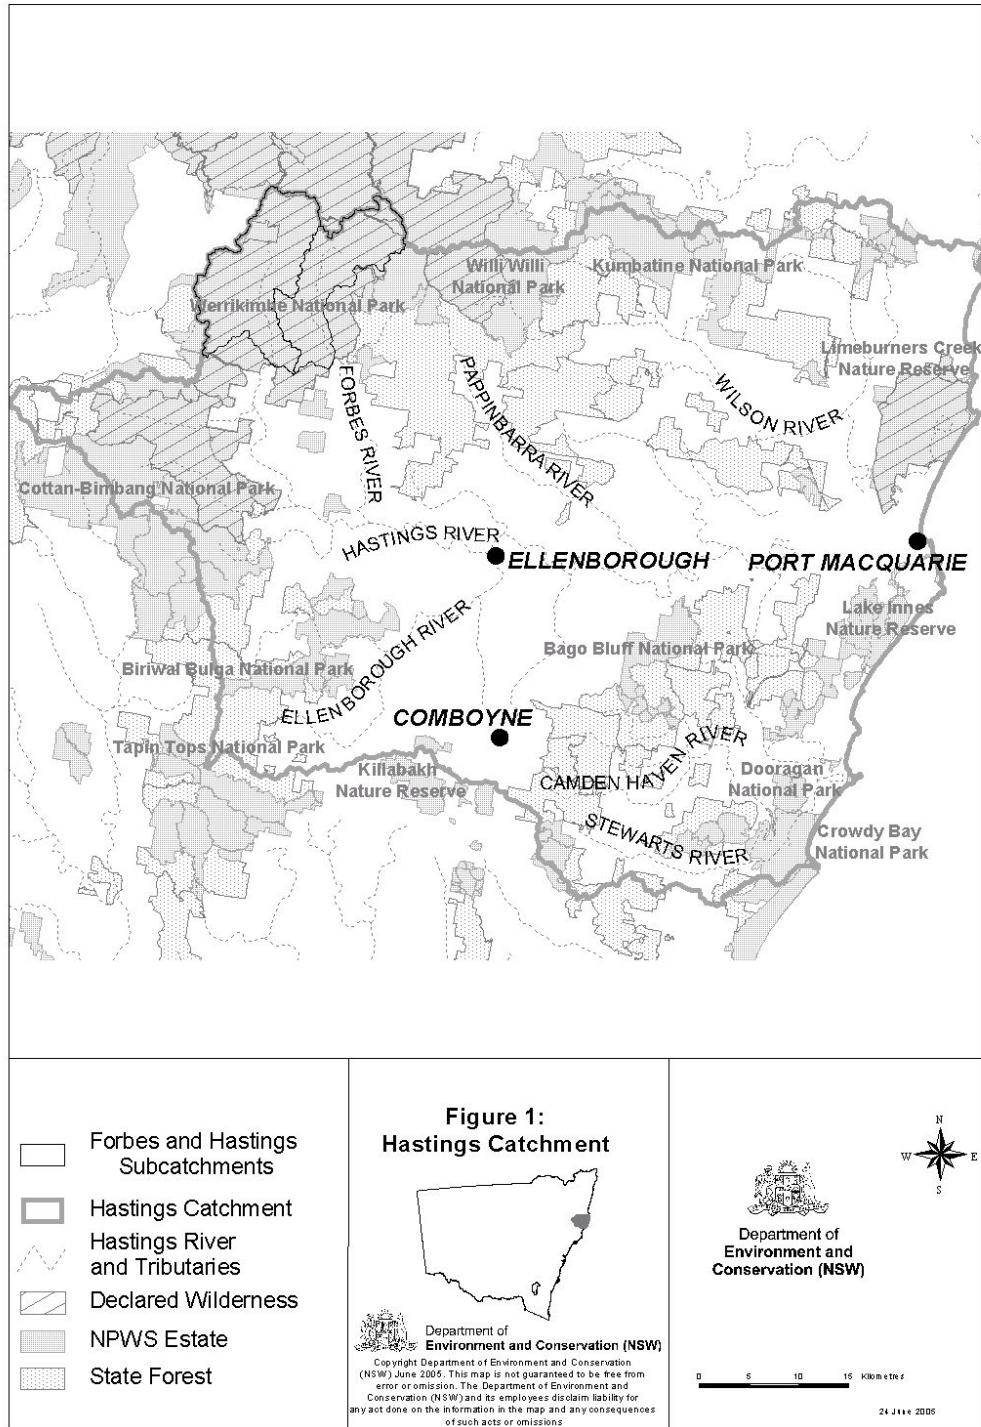 Willi Willi
National Park
Kumbatine National Park
Werrikimbe National Park
Limeburners Creek
Nature Reserve
FORBES RIVER
PAPPINBARRA RIVER
WILSON RIVER
Cottan-Bimbang National Park
HASTINGS RIVER
ELLENBOROUGH
PORT MACQUARIE
Lake Innes
Nature Reserve
Bago Bluff National Park
Biriwal Bulga National Park
ELLENBOROUGH RIVER
COMBOYNE
Tapin Tops National Park
Killabakh
Nature Reserve
CAMDEN HAVEN RIVER
Dooragan
National Park
STEWARTS RIVER
Crowdy Bay
National Park
Forbes and Hastings
Subcatchments
Hastings Catchment
Hastings River
and Tributaries
Declared Wilderness
NPWS Estate
State Forest
Figure 1:
Hastings Catchment
Department of
Environment and Conservation (NSW)
Copyright Department of Environment and Conservation
(NSW) June 2005. This map is not guaranteed to be free from
error or omission. The Department of Environment and
Conservation (NSW) and its employees disclaim liability for
any act done on the information in the map and any consequences
of such acts or omissions
N
W E
S
Department of
Environment and
Conservation (NSW)
0 5 10 15 Kilometres
24 June 2005